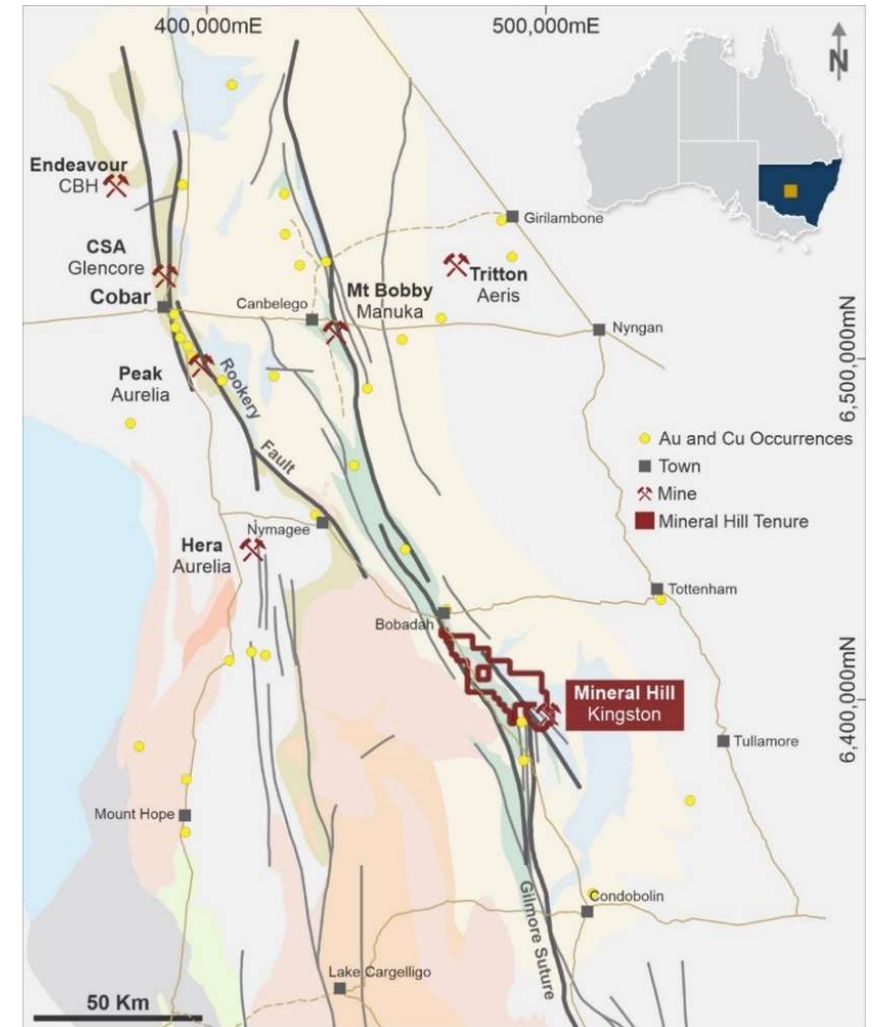 400,000mE
500,000mE
N
Endeavour
CBH
Girilambone
CSA
Glencore
Tritton
Aeris
Cobar
Canbelego
Mt Bobby
Manuka
Nyngan
6,500,000mN
Peak
Aurelia
Rookery
Fault
Au and Cu Occurrences
Town
Mine
Mineral Hill Tenure
Nymagee
Hera
Aurelia
Tottenham
Bobadah
6,400,000mN
Mineral Hill
Kingston
Tullamore
Mount Hope
Condobolin
Gilmore Suture
Lake Cargelligo
50 Km